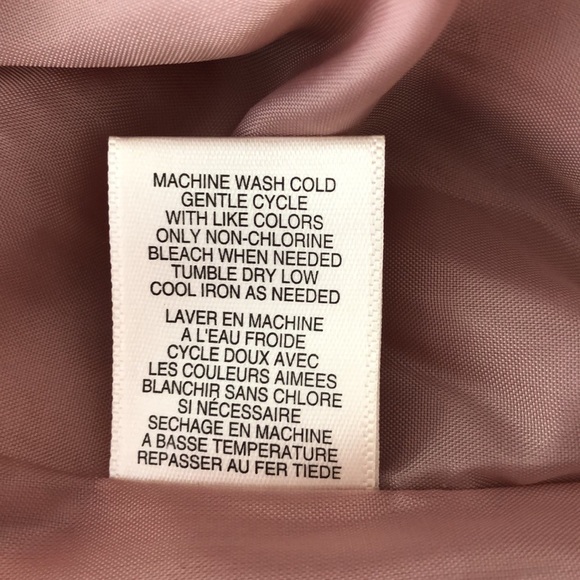 MACHINE WASH COLD
GENTLE CYCLE
WITH LIKE COLORS
ONLY NON-CHLORINE
BLEACH WHEN NEEDED
TUMBLE DRY LOW
COOL IRON AS NEEDED
LAVER EN MACHINE
A L'EAU FROIDE
CYCLE DOUX AVEC
LES COULEURS AIMEES
BLANCHIR SANS CHLORE
SI NÉCESSAIRE
SECHAGE EN MACHINE
A BASSE TEMPERATURE
REPASSER AU FER TIEDE